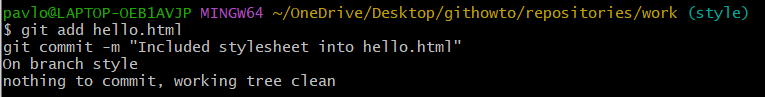 pavlo@LAPTOP-OEB1AVJP MINGW64 ~/OneDrive/Desktop/githowto/repositories/work (style)
$ git add hello.html
git commit -m "Included stylesheet into hello.html"
On branch style
nothing to commit, working tree clean